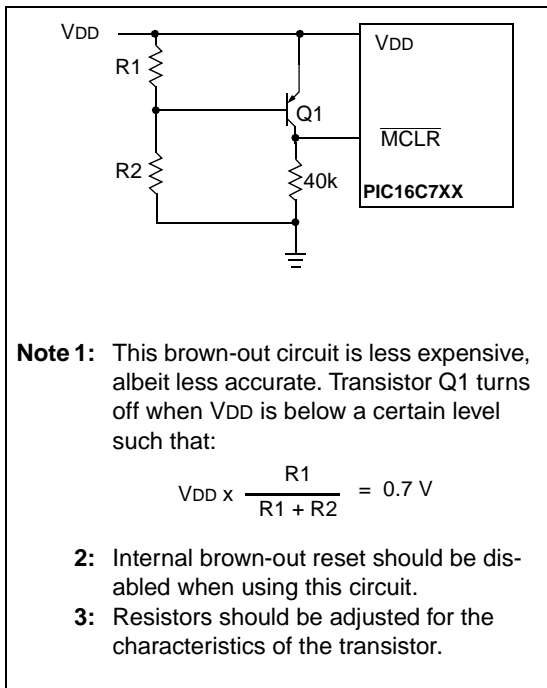 VDD
VDD
R1
Q1
MCLR
R2
40k
PIC16C7XX
Note 1: This brown-out circuit is less expensive,
albeit less accurate. Transistor Q1 turns
off when VDD is below a certain level
such that:
VDD x R1 / R1 + R2 = 0.7 V
2: Internal brown-out reset should be dis-
abled when using this circuit.
3: Resistors should be adjusted for the
characteristics of the transistor.